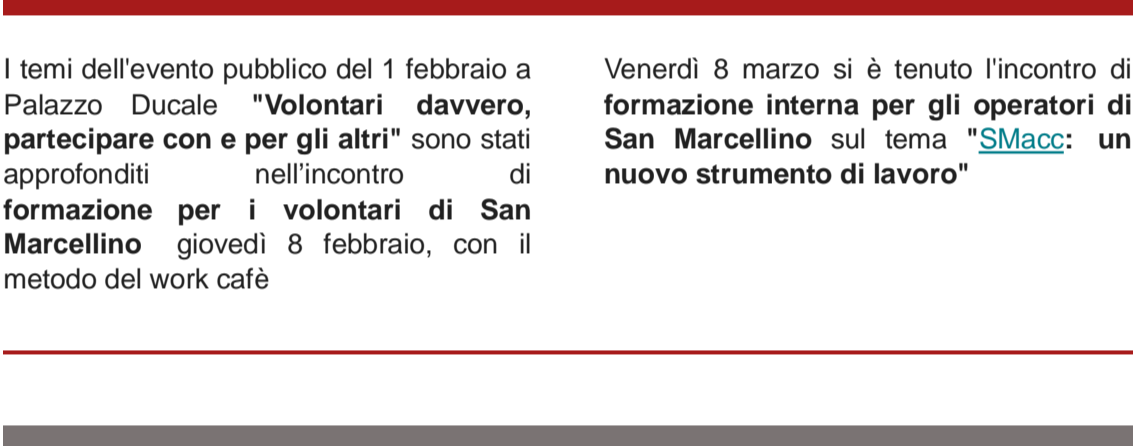 I temi dell'evento pubblico del 1 febbraio a
Palazzo Ducale "Volontari davvero,
partecipare con e per gli altri" sono stati
approfonditi nell’incontro di
formazione per i volontari di San
Marcellino giovedì 8 febbraio, con il
metodo del work cafè
Venerdì 8 marzo si è tenuto l'incontro di
formazione interna per gli operatori di
San Marcellino sul tema "SMacc: un
nuovo strumento di lavoro"